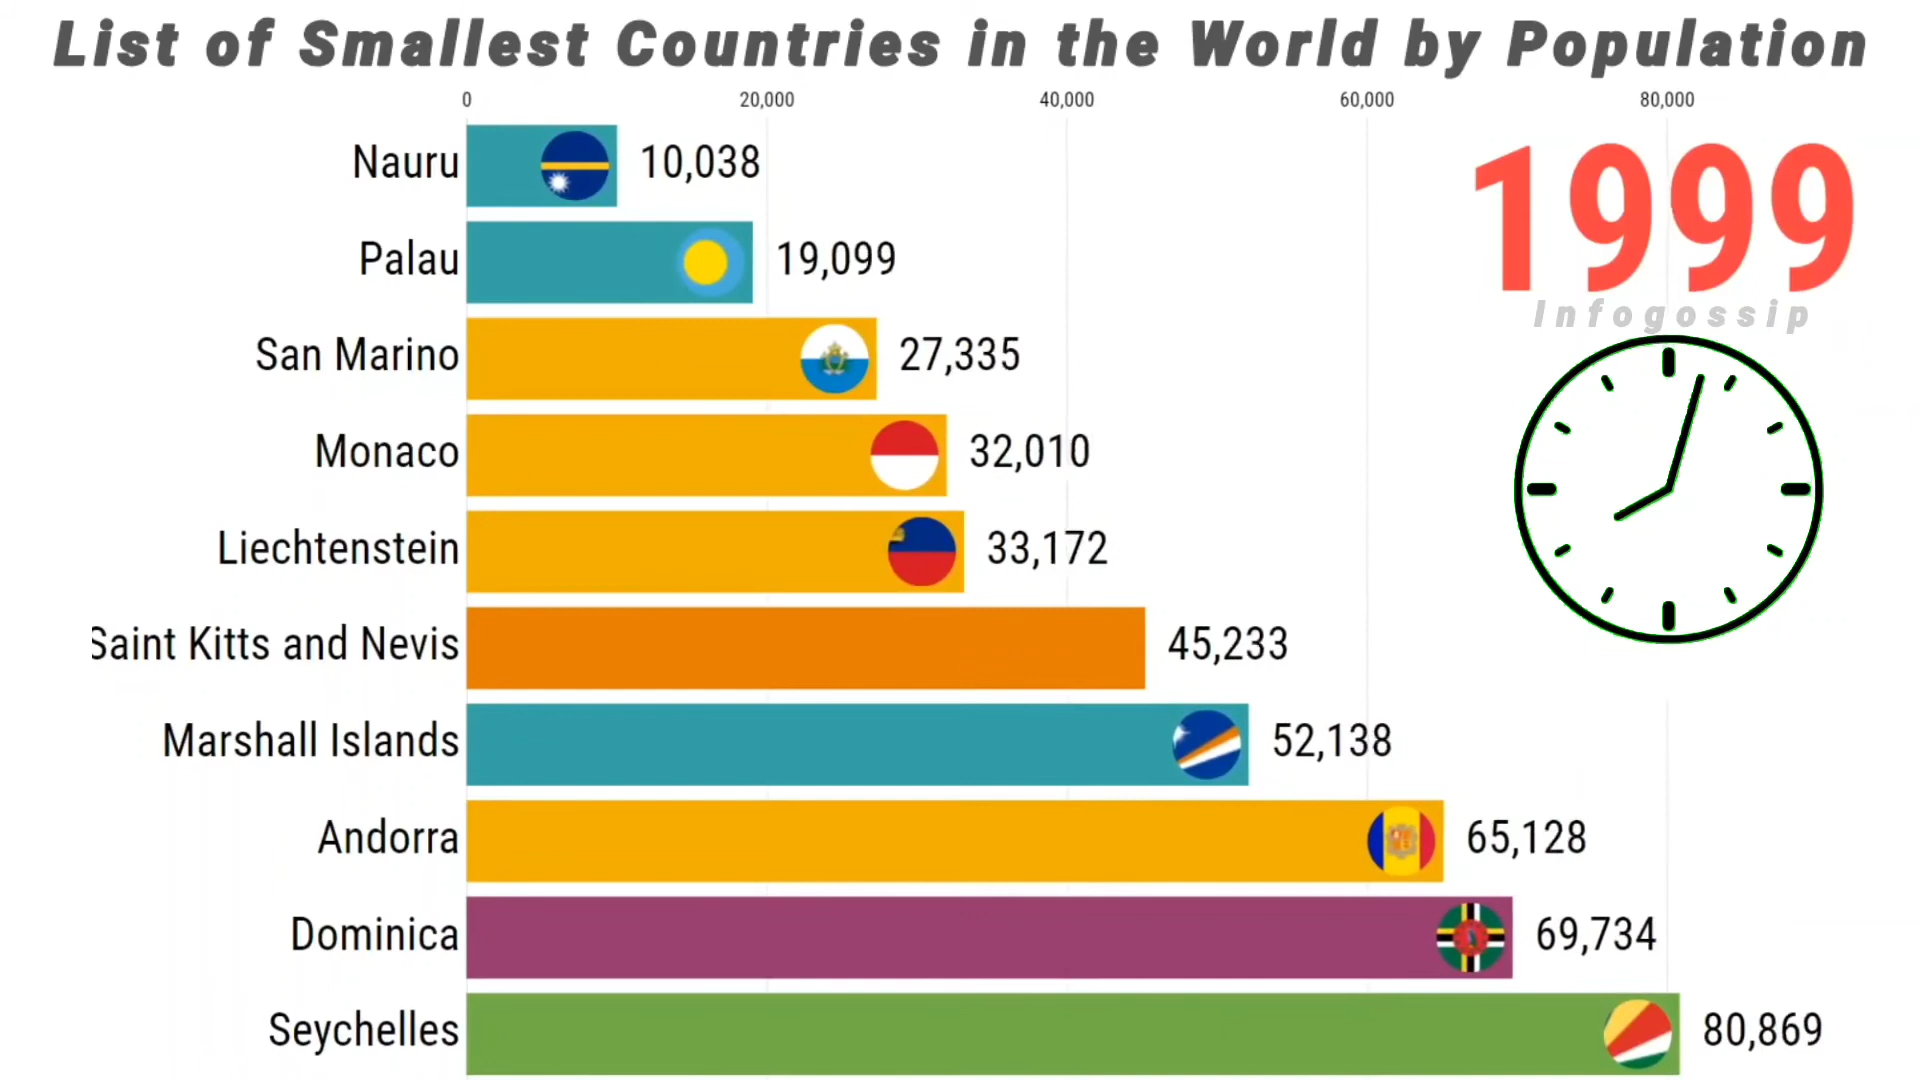 List of Smallest Countries in the World by Population
0 20,000 40,000 60,000 80,000
1999
Infogossip
Nauru 10,038
Palau 19,099
San Marino 27,335
Monaco 32,010
Liechtenstein 33,172
Saint Kitts and Nevis 45,233
Marshall Islands 52,138
Andorra 65,128
Dominica 69,734
Seychelles 80,869